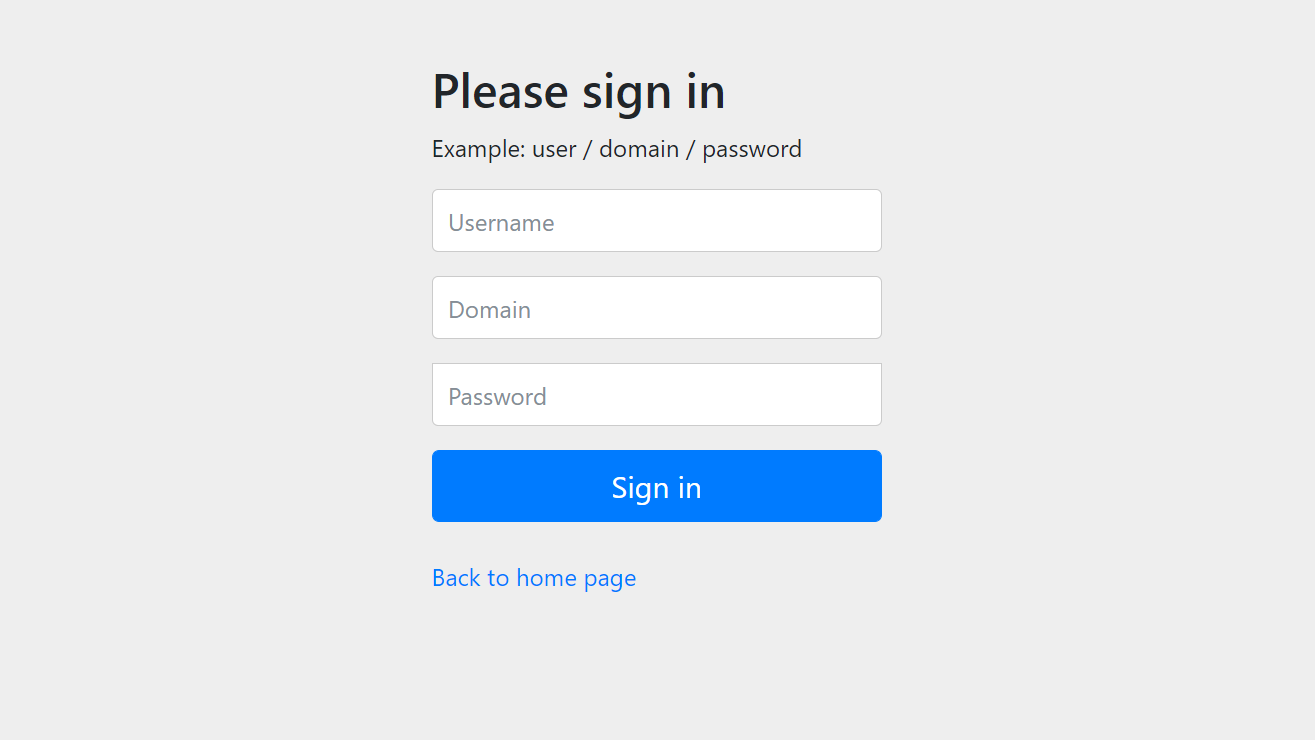 Please sign in
Example: user / domain / password
Username
Domain
Password
Sign in
Back to home page